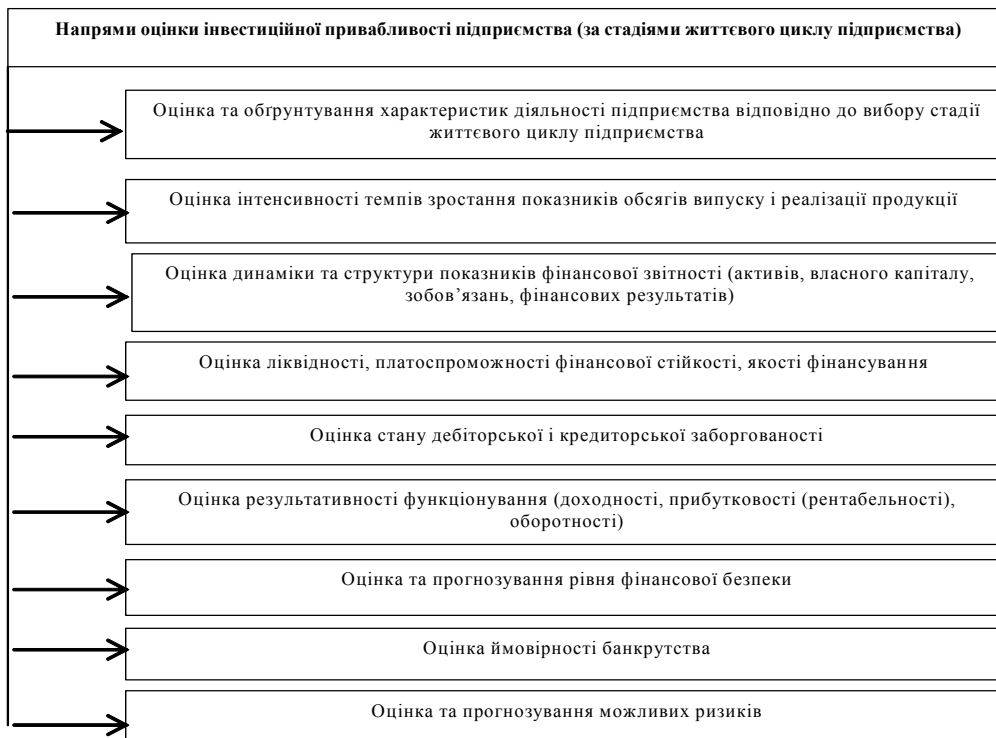 Напрями оцінки інвестиційної привабливості підприємства (за стадіями життєвого циклу підприємства)
Оцінка та обґрунтування характеристик діяльності підприємства відповідно до вибору стадії
життєвого циклу підприємства
Оцінка інтенсивності темпів зростання показників обсягів випуску і реалізації продукції
Оцінка динаміки та структури показників фінансової звітності (активів, власного капіталу,
зобов’язань, фінансових результатів)
Оцінка ліквідності, платоспроможності фінансової стійкості, якості фінансування
Оцінка стану дебіторської і кредиторської заборгованості
Оцінка результативності функціонування (доходності, прибутковості (рентабельності),
оборотності)
Оцінка та прогнозування рівня фінансової безпеки
Оцінка ймовірності банкрутства
Оцінка та прогнозування можливих ризиків